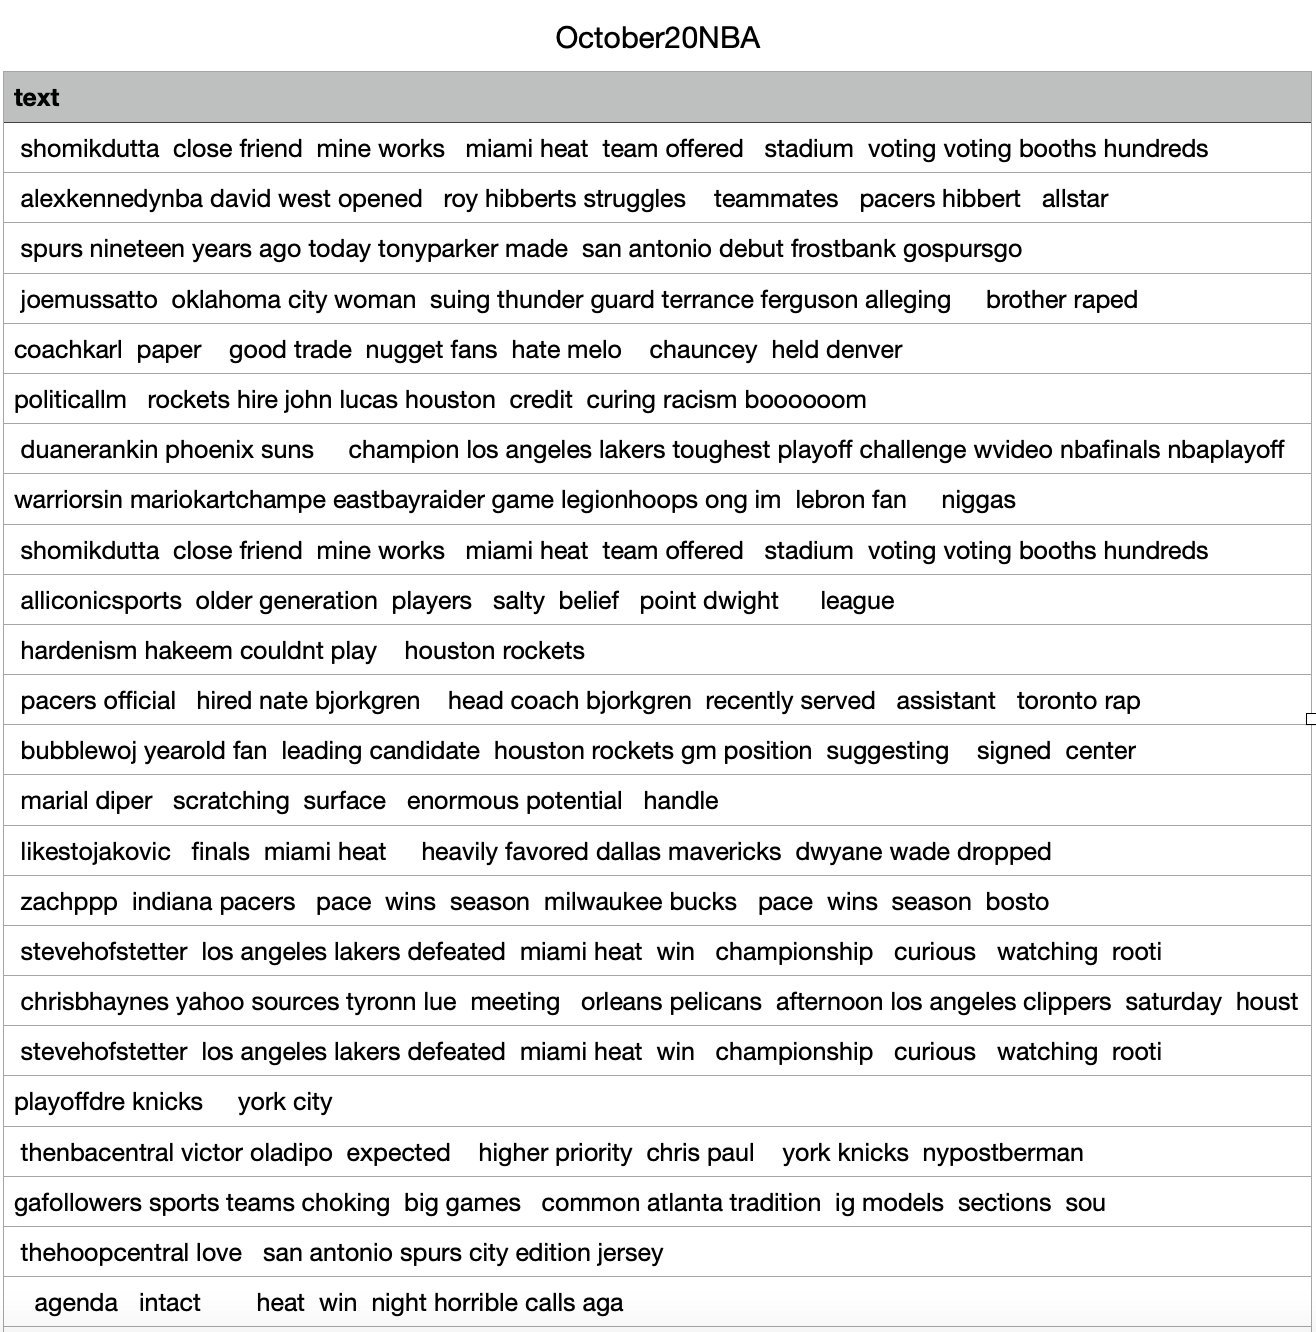 October20NBA
text
shomikdutta close friend mine works miami heat team offered stadium voting voting booths hundreds
alexkennedynba david west opened roy hibberts struggles teammates pacers hibbert allstar
spurs nineteen years ago today tonyparker made san antonio debut frostbank gospursgo
joemussatto oklahoma city woman suing thunder guard terrance ferguson alleging brother raped
coachkarl paper good trade nugget fans hate melo chauncey held denver
politicallm rockets hire john lucas houston credit curing racism boooooom
duanerankin phoenix suns champion los angeles lakers toughest playoff challenge wvideo nbafinals nbaplayoff
warriorsin mariokartchampe eastbayraider game legionhoops ong im lebron fan niggas
shomikdutta close friend mine works miami heat team offered stadium voting voting booths hundreds
alliconicsports older generation players salty belief point dwight league
hardenism hakeem couldnt play houston rockets
pacers official hired nate bjorkgren head coach bjorkgren recently served assistant toronto rap
bubblewoj yearold fan leading candidate houston rockets gm position suggesting signed center
marial diper scratching surface enormous potential handle
likestojakovic finals miami heat heavily favored dallas mavericks dwyane wade dropped
zachppp indiana pacers pace wins season milwaukee bucks pace wins season bosto
stevehofstetter los angeles lakers defeated miami heat win championship curious watching rooti
chrisbhaynes yahoo sources tyronn lue meeting orleans pelicans afternoon los angeles clippers saturday houst
stevehofstetter los angeles lakers defeated miami heat win championship curious watching rooti
playoffdre knicks york city
thenbacentral victor oladipo expected higher priority chris paul york knicks nypostberman
gafollowers sports teams choking big games common atlanta tradition ig models sections sou
thehoopcentral love san antonio spurs city edition jersey
agenda intact heat win night horrible calls aga